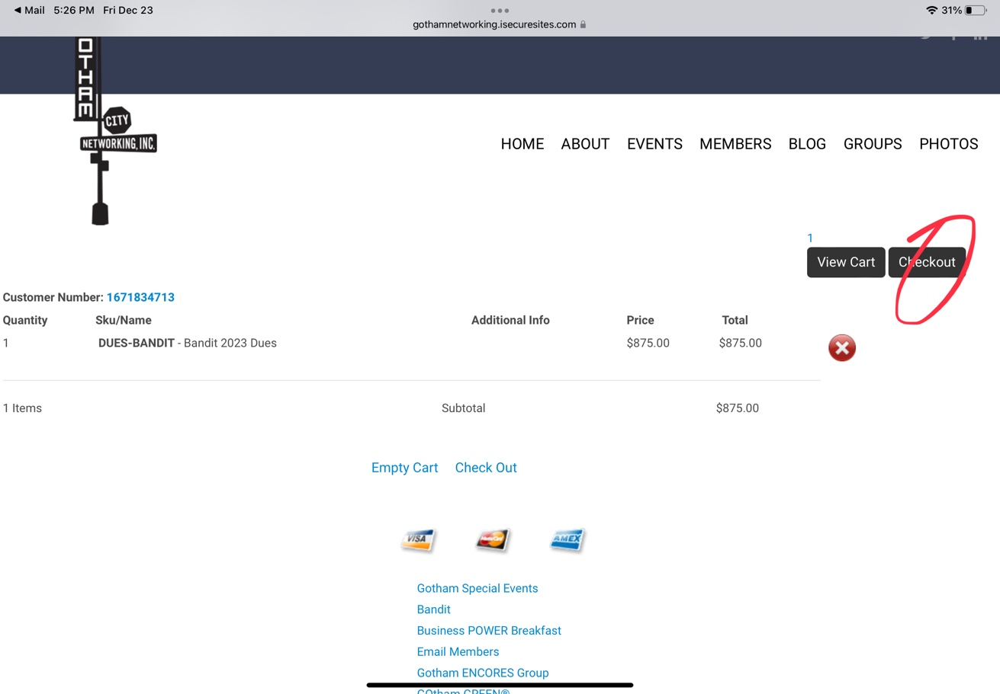 Mail 5:26 PM Fri Dec 23
31%
gothamnetworking.isecuresites.com
OTHAM
CITY
NETWORKING, INC.
HOME ABOUT EVENTS MEMBERS BLOG GROUPS PHOTOS
1
View Cart Checkout
Customer Number: 1671834713
Quantity Sku/Name Additional Info Price Total
1 DUES-BANDIT - Bandit 2023 Dues $875.00 $875.00
1 Items Subtotal $875.00
Empty Cart Check Out
VISA MasterCard AMEX
Gotham Special Events
Bandit
Business POWER Breakfast
Email Members
Gotham ENCORES Group
GOtham GREEN®